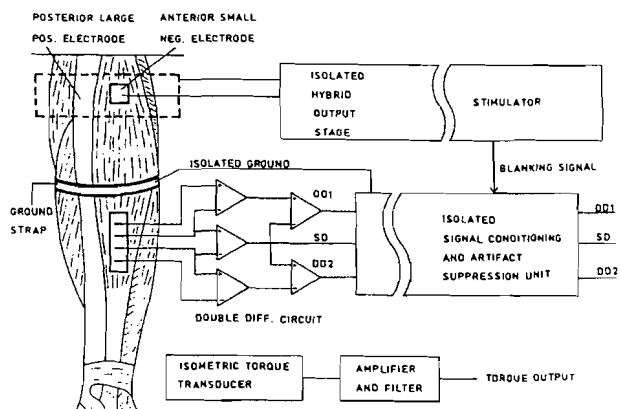 POSTERIOR LARGE
POS. ELECTRODE
ANTERIOR SMALL
NEG. ELECTRODE
ISOLATED
HYBRID
OUTPUT
STAGE
STIMULATOR
BLANKING SIGNAL
ISOLATED GROUND
GROUND
STRAP
DD1
SD
DD2
ISOLATED
SIGNAL CONDITIONING
AND ARTIFACT
SUPPRESSION UNIT
DD1
SD
DD2
DOUBLE DIFF. CIRCUIT
ISOMETRIC TORQUE
TRANSDUCER
AMPLIFIER
AND FILTER
TORQUE OUTPUT